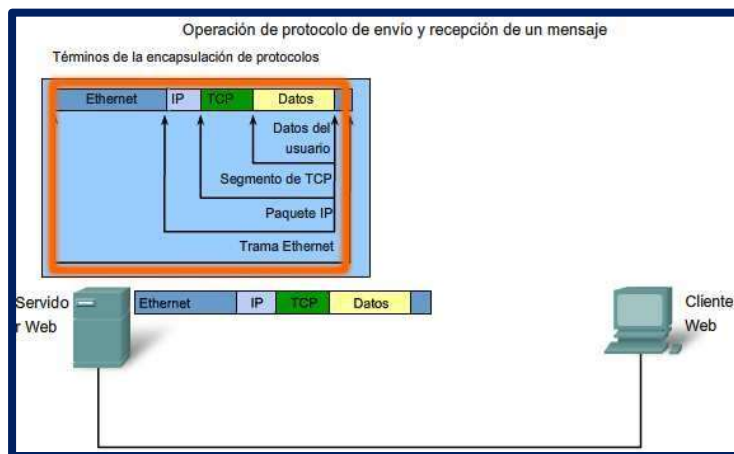 Operación de protocolo de envío y recepción de un mensaje
Términos de la encapsulación de protocolos
Ethernet IP TCP Datos
Datos del
usuario
Segmento de TCP
Paquete IP
Trama Ethernet
Servido
r Web
Ethernet IP TCP Datos
Cliente
Web